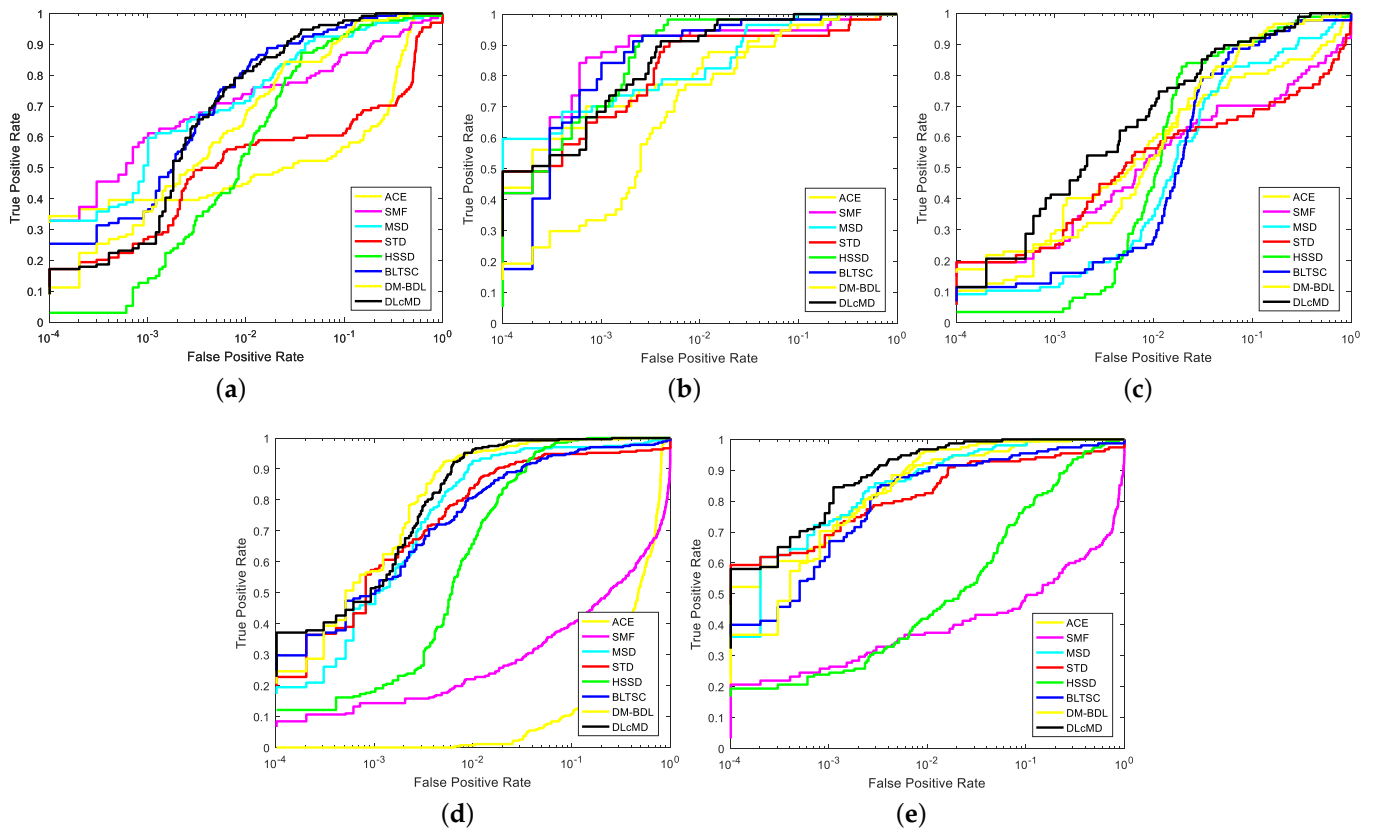 1
0.9
0.8
0.7
0.6
0.5
0.4
0.3
0.2
0.1
0
True Positive Rate
10-4 10-3 10-2 10-1 100
False Positive Rate
ACE
SMF
MSD
STD
HSSD
BLTSC
DM-BDL
DLcMD
(a)
1
0.9
0.8
0.7
0.6
0.5
0.4
0.3
0.2
0.1
0
True Positive Rate
10-4 10-3 10-2 10-1 100
False Positive Rate
ACE
SMF
MSD
STD
HSSD
BLTSC
DM-BDL
DLcMD
(b)
1
0.9
0.8
0.7
0.6
0.5
0.4
0.3
0.2
0.1
0
True Positive Rate
10-4 10-3 10-2 10-1 100
False Positive Rate
ACE
SMF
MSD
STD
HSSD
BLTSC
DM-BDL
DLcMD
(c)
1
0.9
0.8
0.7
0.6
0.5
0.4
0.3
0.2
0.1
0
True Positive Rate
10-4 10-3 10-2 10-1 100
False Positive Rate
ACE
SMF
MSD
STD
HSSD
BLTSC
DM-BDL
DLcMD
(d)
1
0.9
0.8
0.7
0.6
0.5
0.4
0.3
0.2
0.1
0
True Positive Rate
10-4 10-3 10-2 10-1 100
False Positive Rate
ACE
SMF
MSD
STD
HSSD
BLTSC
DM-BDL
DLcMD
(e)